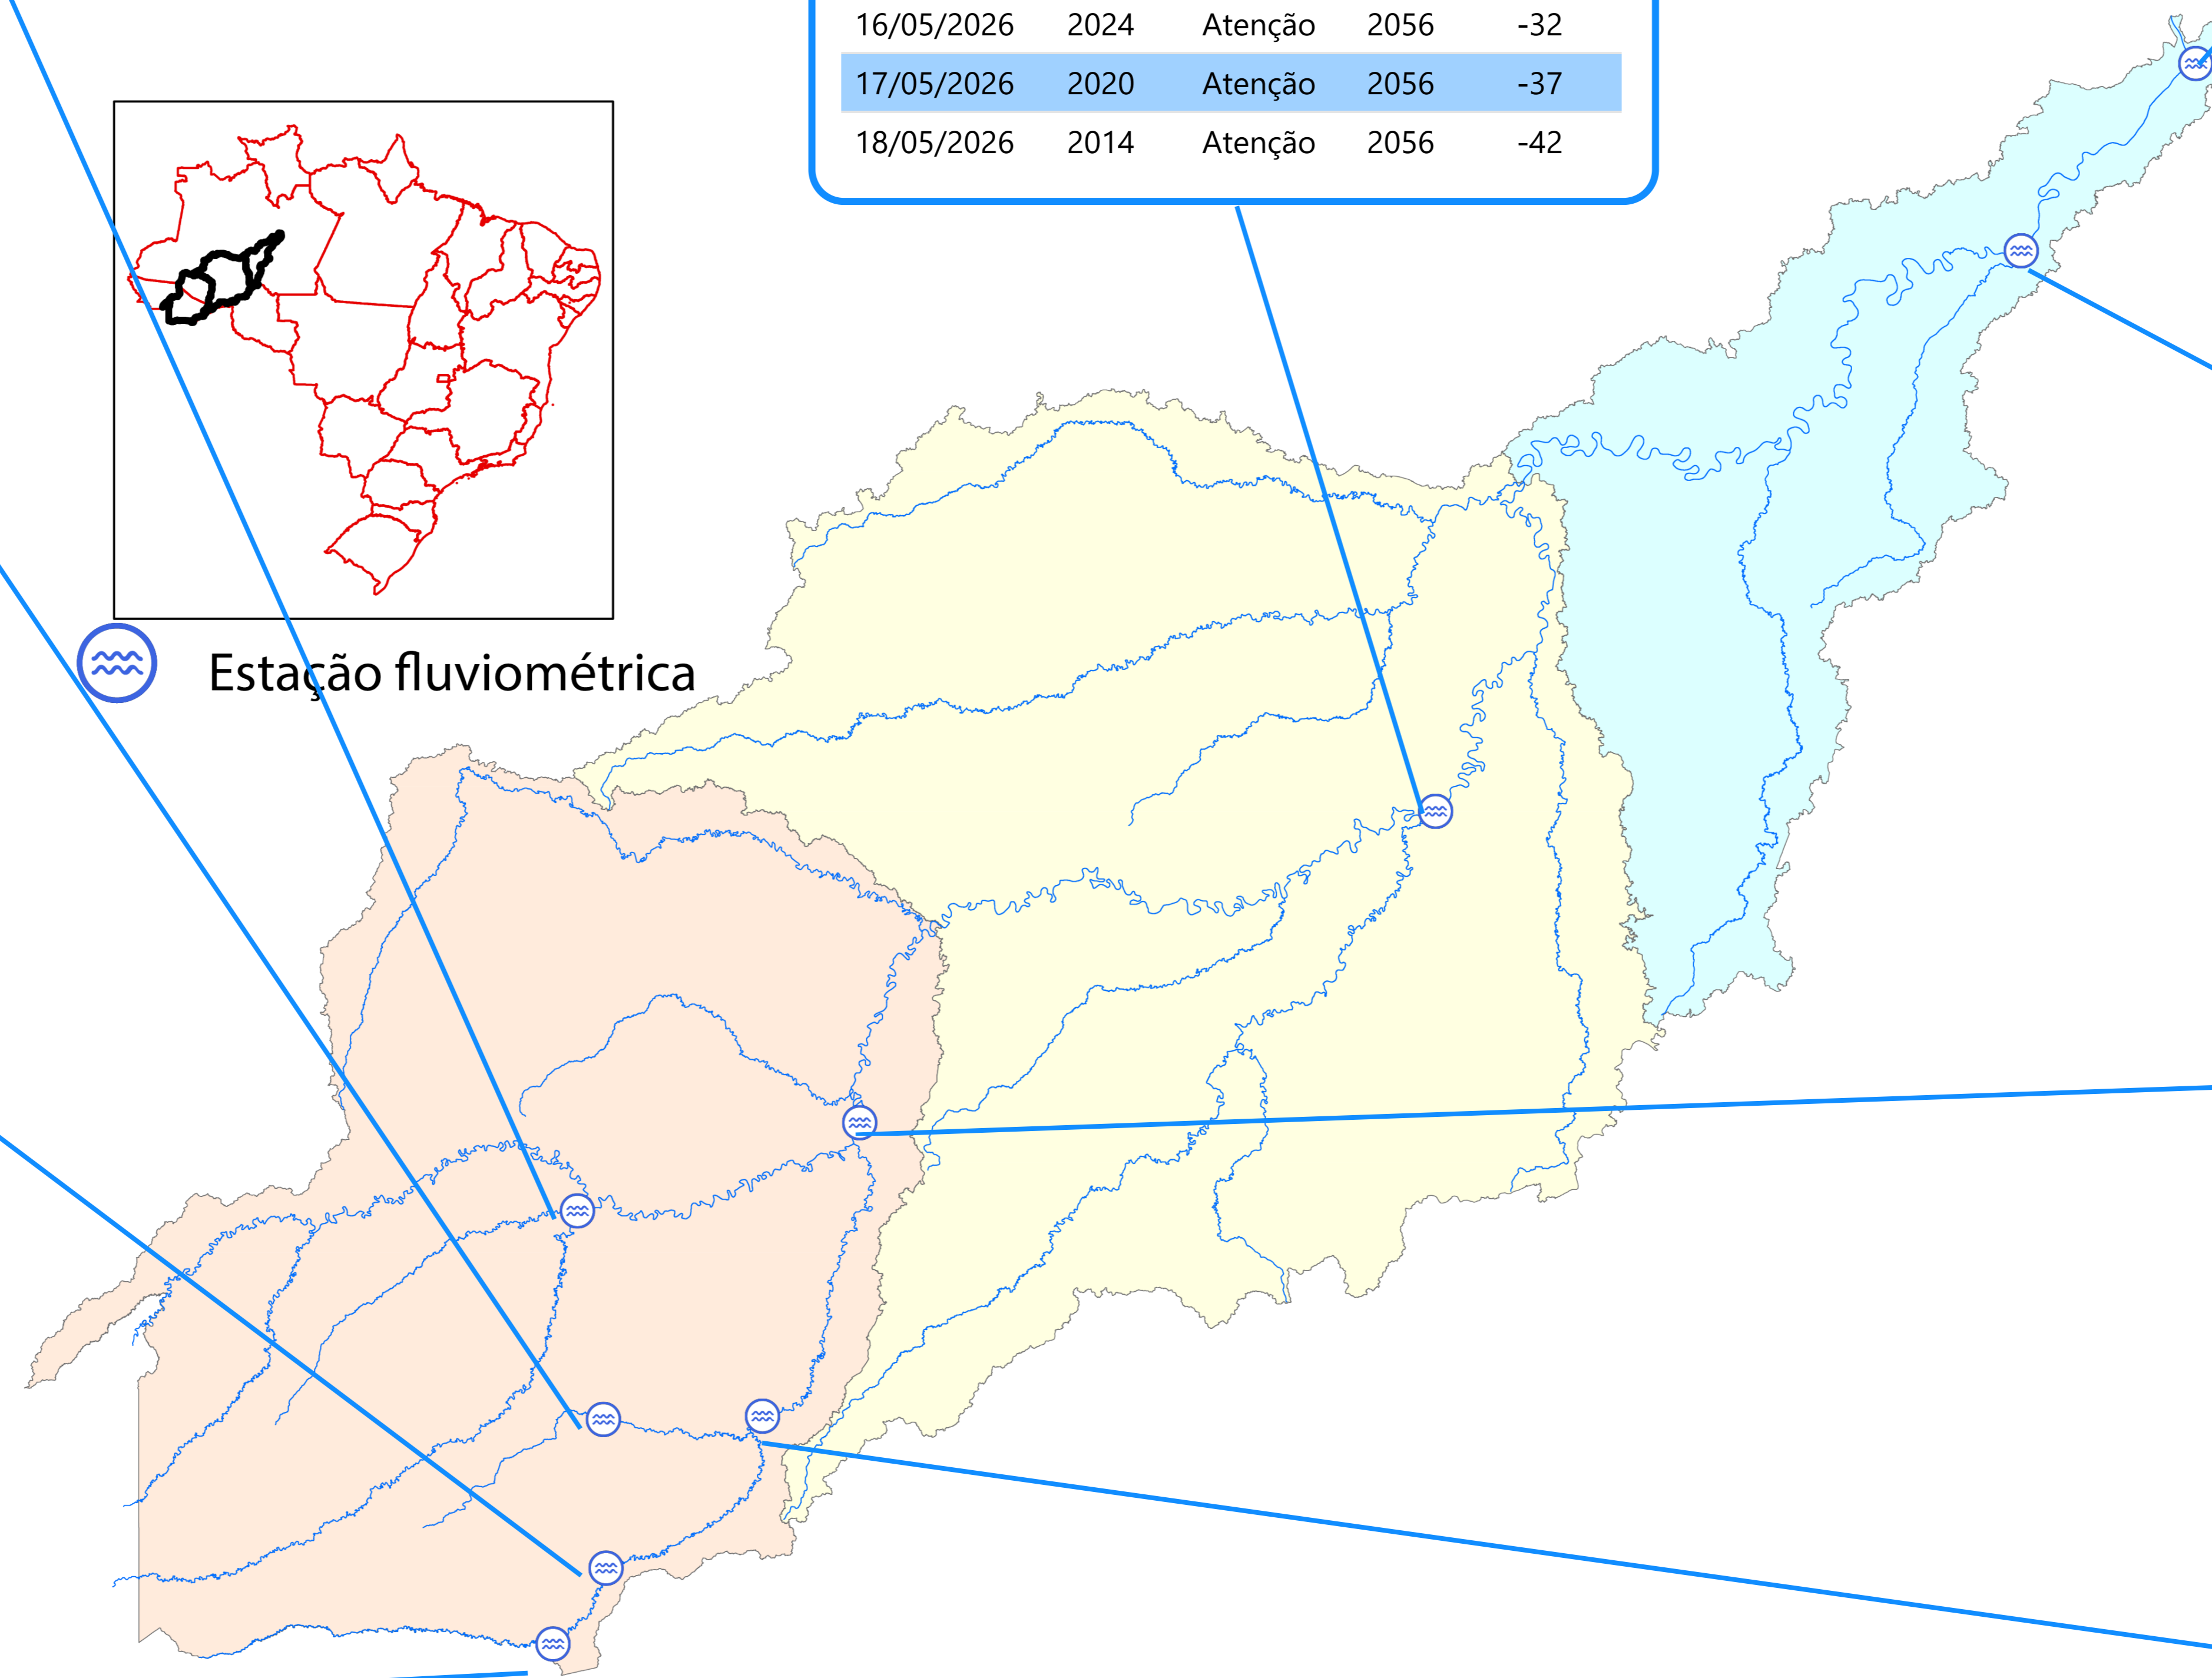 16/05/2026 2024 Atenção 2056 -32
17/05/2026 2020 Atenção 2056 -37
18/05/2026 2014 Atenção 2056 -42
Estação fluviométrica